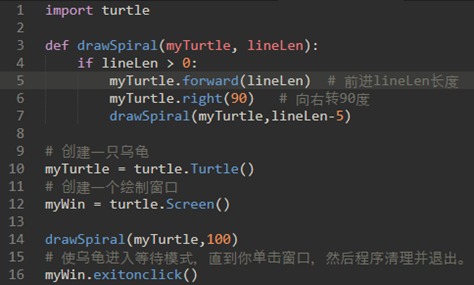 1 import turtle
2
3 def drawSpiral(myTurtle, lineLen):
4     if lineLen > 0:
5         myTurtle.forward(lineLen)  # 前进lineLen长度
6         myTurtle.right(90)   # 向右转90度
7         drawSpiral(myTurtle,lineLen-5)
8
9 # 创建一只乌龟
10 myTurtle = turtle.Turtle()
11 # 创建一个绘制窗口
12 myWin = turtle.Screen()
13
14 drawSpiral(myTurtle,100)
15 # 使乌龟进入等待模式，直到你单击窗口，然后程序清理并退出。
16 myWin.exitonclick()